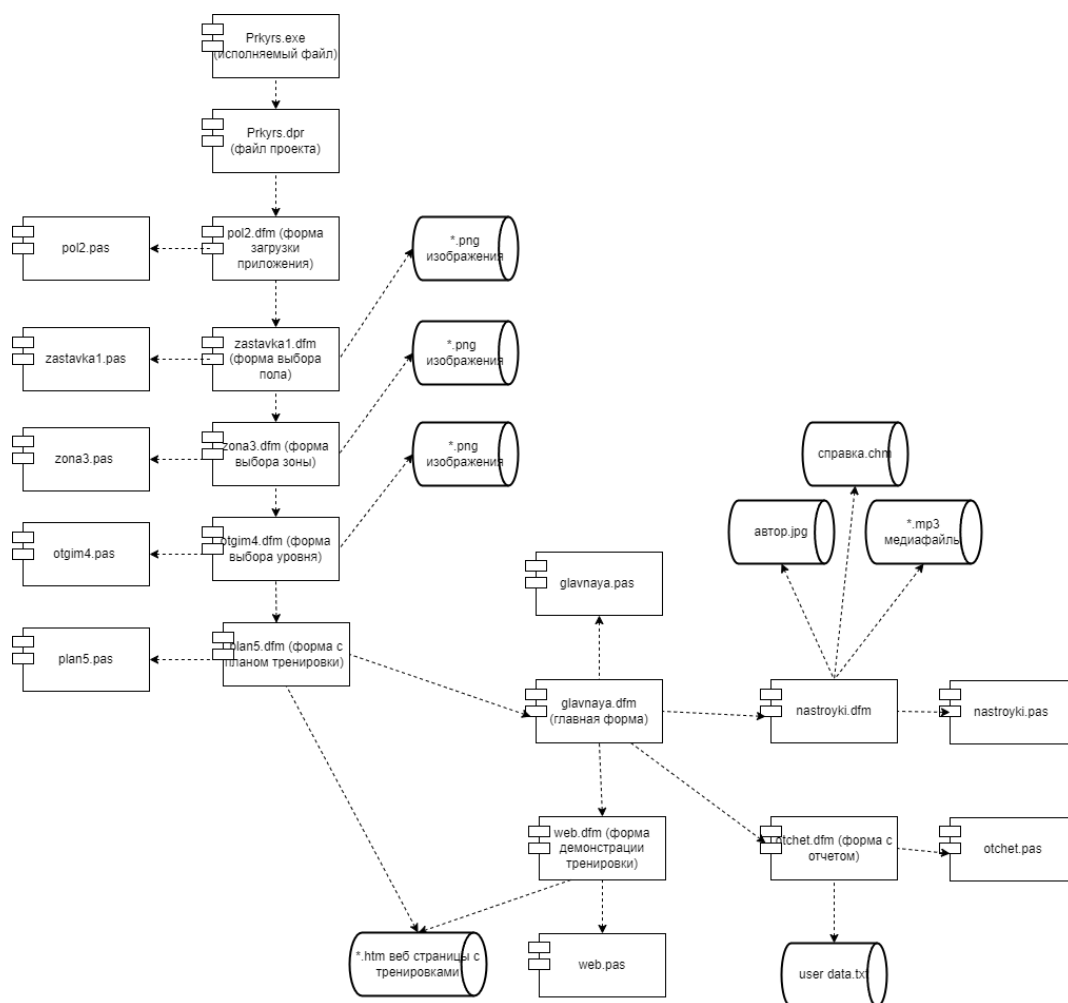 Prkyrs.exe
(исполняемый файл)
Prkyrs.dpr
(файл проекта)
pol2.pas
pol2.dfm (форма
загрузки
приложения)
*.png
изображения
zastavka1.pas
zastavka1.dfm
(форма выбора
пола)
*.png
изображения
zona3.pas
zona3.dfm (форма
выбора зоны)
*.png
изображения
справка.chm
автор.jpg
*.mp3
медиафайлы
otgim4.pas
otgim4.dfm (форма
выбора уровня)
glavnaya.pas
plan5.pas
plan5.dfm (форма с
планом тренировки)
glavnaya.dfm
(главная форма)
nastroyki.dfm
nastroyki.pas
web.dfm (форма
демонстрации
тренировки)
otchet.dfm (форма с
отчетом)
otchet.pas
*.htm веб страницы с
тренировками
web.pas
user data.txt